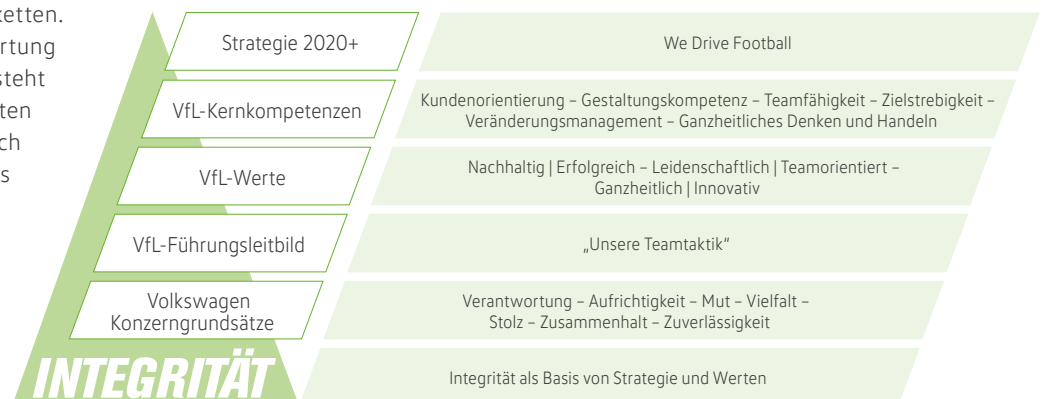 etten.
ertung
steht
ten
ch
s
Strategie 2020+
We Drive Football
VfL-Kernkompetenzen
Kundenorientierung – Gestaltungskompetenz – Teamfähigkeit – Zielstrebigkeit –
Veränderungsmanagement – Ganzheitliches Denken und Handeln
VfL-Werte
Nachhaltig | Erfolgreich – Leidenschaftlich | Teamorientiert –
Ganzheitlich | Innovativ
VfL-Führungsleitbild
„Unsere Teamtaktik“
Volkswagen
Konzerngrundsätze
Verantwortung – Aufrichtigkeit – Mut – Vielfalt –
Stolz – Zusammenhalt – Zuverlässigkeit
INTEGRITÄT
Integrität als Basis von Strategie und Werten